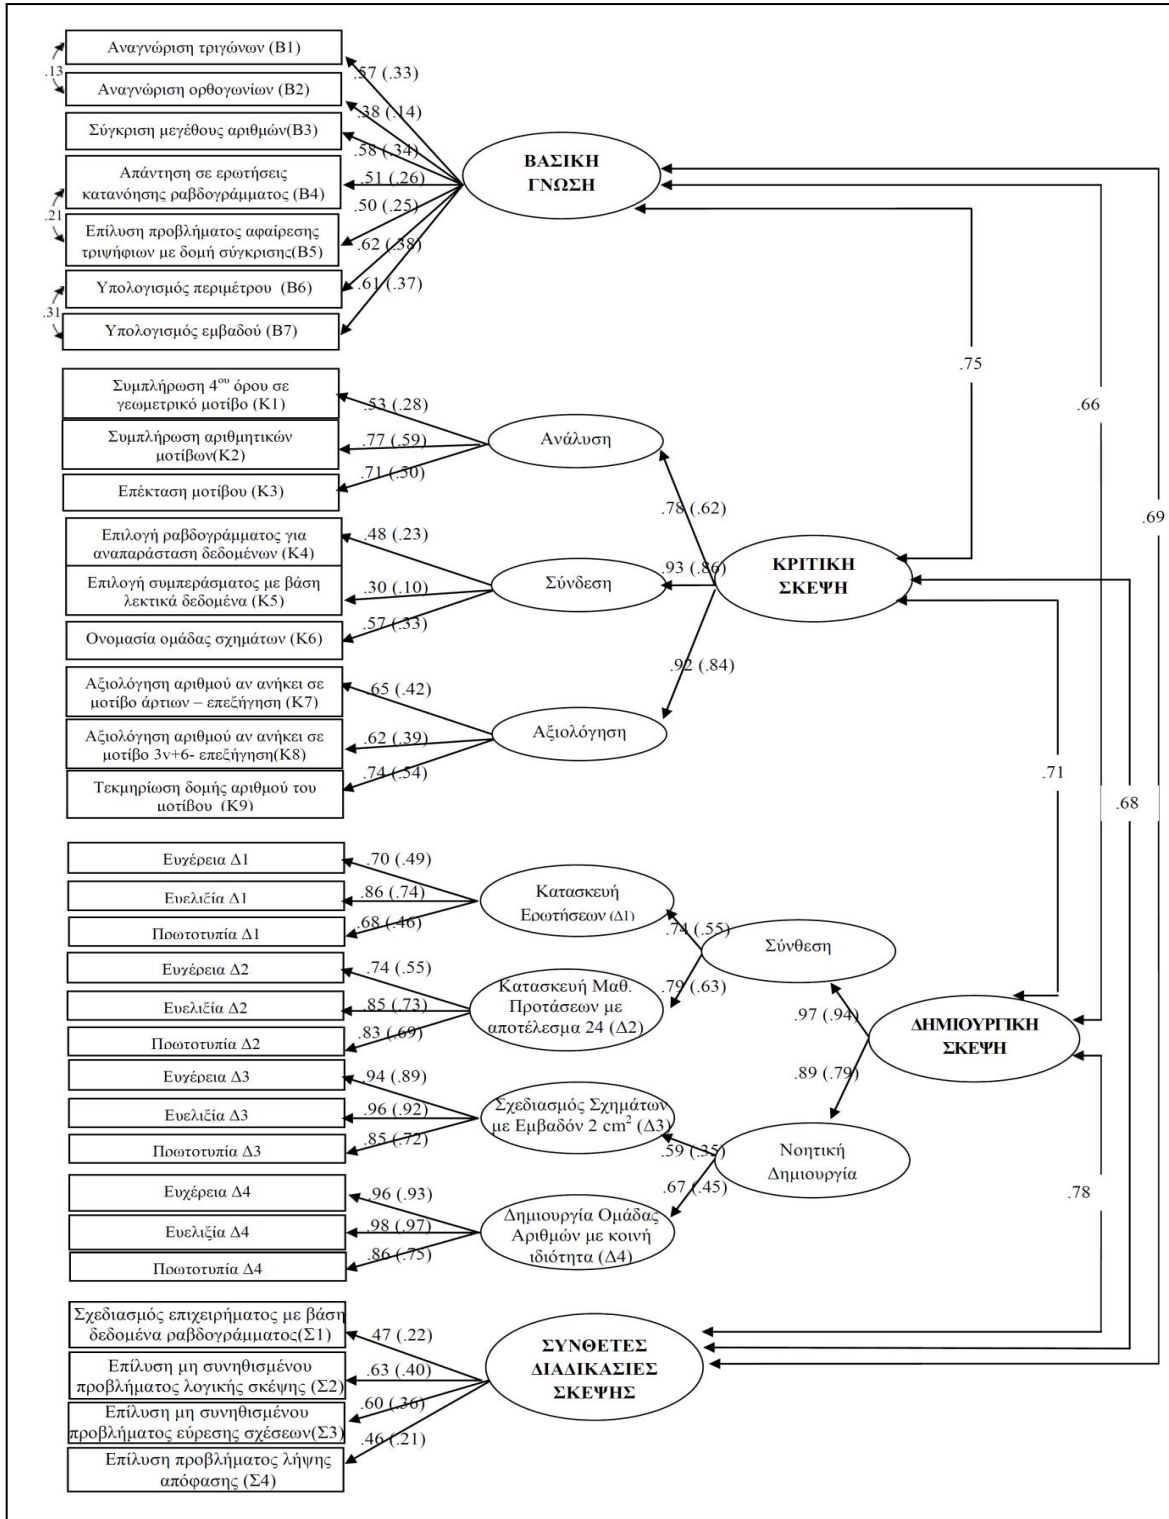 Αναγνώριση τριγώνων (Β1)
.13
Αναγνώριση ορθογωνίων (Β2)
Σύγκριση μεγέθους αριθμών(Β3)
Απάντηση σε ερωτήσεις
κατανόησης ραβδογράμματος (Β4)
.21
Επίλυση προβλήματος αφαίρεσης
τριψήφιων με δομή σύγκρισης(Β5)
Υπολογισμός περιμέτρου (Β6)
.31
Υπολογισμός εμβαδού (Β7)
.57 (.33)
.38 (.14)
.58 (.34)
.51 (.26)
.50 (.25)
.62 (.38)
.61 (.37)
ΒΑΣΙΚΗ
ΓΝΩΣΗ
Συμπλήρωση 4ου όρου σε
γεωμετρικό μοτίβο (Κ1)
Συμπλήρωση αριθμητικών
μοτίβων(Κ2)
Επέκταση μοτίβου (Κ3)
.53 (.28)
.77 (.59)
.71 (.50)
Ανάλυση
Επιλογή ραβδογράμματος για
αναπαράσταση δεδομένων (Κ4)
Επιλογή συμπεράσματος με βάση
λεκτικά δεδομένα (Κ5)
Ονομασία ομάδας σχημάτων (Κ6)
.48 (.23)
.30 (.10)
.57 (.33)
Σύνδεση
Αξιολόγηση αριθμού αν ανήκει σε
μοτίβο άρτιων – επεξήγηση (Κ7)
Αξιολόγηση αριθμού αν ανήκει σε
μοτίβο 3ν+6- επεξήγηση(Κ8)
Τεκμηρίωση δομής αριθμού του
μοτίβου (Κ9)
.65 (.42)
.62 (.39)
.74 (.54)
Αξιολόγηση
.78 (.62)
.93 (.86)
.92 (.84)
ΚΡΙΤΙΚΗ
ΣΚΕΨΗ
.75
.66
.69
.71
.68
Ευχέρεια Δ1
Ευελιξία Δ1
Πρωτοτυπία Δ1
.70 (.49)
.86 (.74)
.68 (.46)
Κατασκευή
Ερωτήσεων (Δ1)
Ευχέρεια Δ2
Ευελιξία Δ2
Πρωτοτυπία Δ2
.74 (.55)
.85 (.73)
.83 (.69)
Κατασκευή Μαθ.
Προτάσεων με
αποτέλεσμα 24 (Δ2)
.74 (.55)
.79 (.63)
Σύνθεση
Ευχέρεια Δ3
Ευελιξία Δ3
Πρωτοτυπία Δ3
.94 (.89)
.96 (.92)
.85 (.72)
Σχεδιασμός Σχημάτων
με Εμβαδόν 2 cm² (Δ3)
Ευχέρεια Δ4
Ευελιξία Δ4
Πρωτοτυπία Δ4
.96 (.93)
.98 (.97)
.86 (.75)
Δημιουργία Ομάδας
Αριθμών με κοινή
ιδιότητα (Δ4)
.59 (.35)
.67 (.45)
Νοητική
Δημιουργία
.97 (.94)
.89 (.79)
ΔΗΜΙΟΥΡΓΙΚΗ
ΣΚΕΨΗ
.78
Σχεδιασμός επιχειρήματος με βάση
δεδομένα ραβδογράμματος(Σ1)
Επίλυση μη συνηθισμένου
προβλήματος λογικής σκέψης (Σ2)
Επίλυση μη συνηθισμένου
προβλήματος εύρεσης σχέσεων(Σ3)
Επίλυση προβλήματος λήψης
απόφασης (Σ4)
.47 (.22)
.63 (.40)
.60 (.36)
.46 (.21)
ΣΥΝΘΕΤΕΣ
ΔΙΑΔΙΚΑΣΙΕΣ
ΣΚΕΨΗΣ